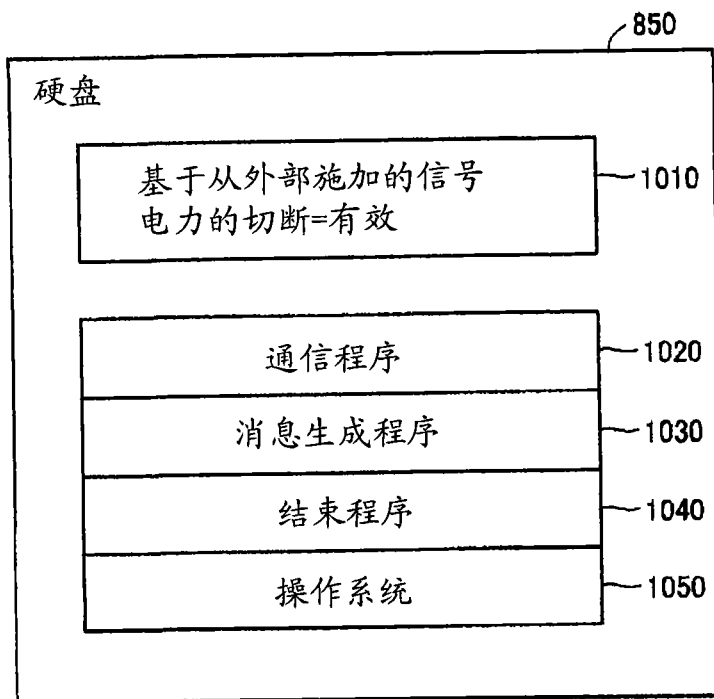 850
硬盘
基于从外部施加的信号
电力的切断=有效
1010
通信程序
1020
消息生成程序
1030
结束程序
1040
操作系统
1050